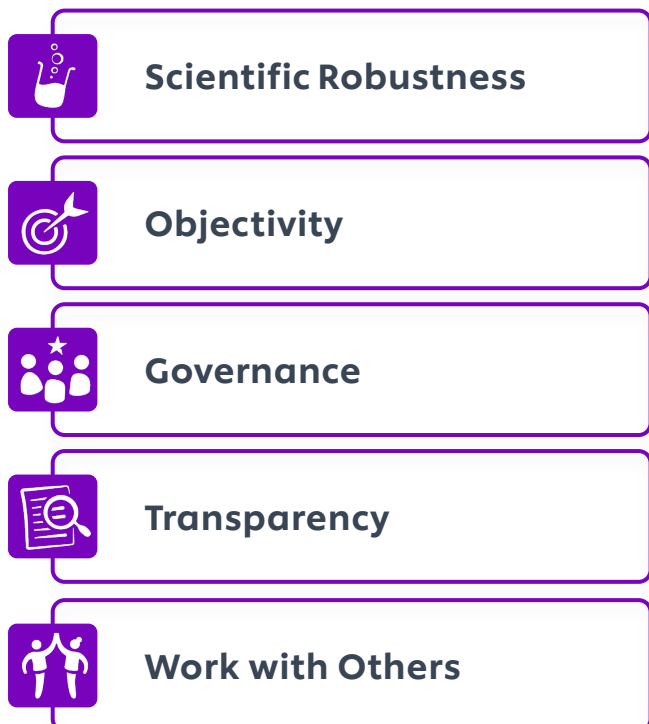 Scientific Robustness
Objectivity
Governance
Transparency
Work with Others